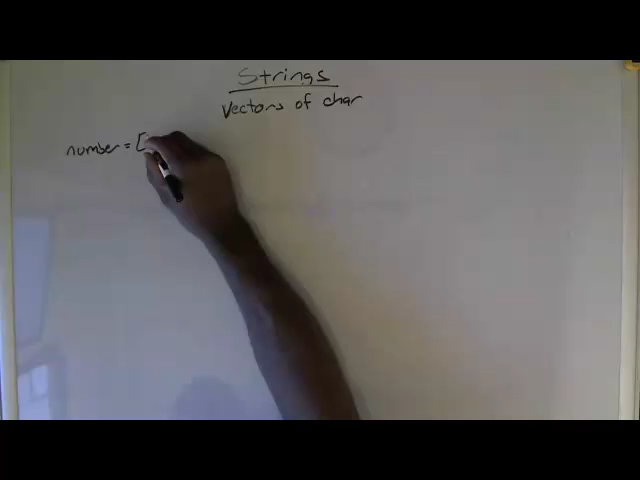 Strings
Vectors of char
number = [